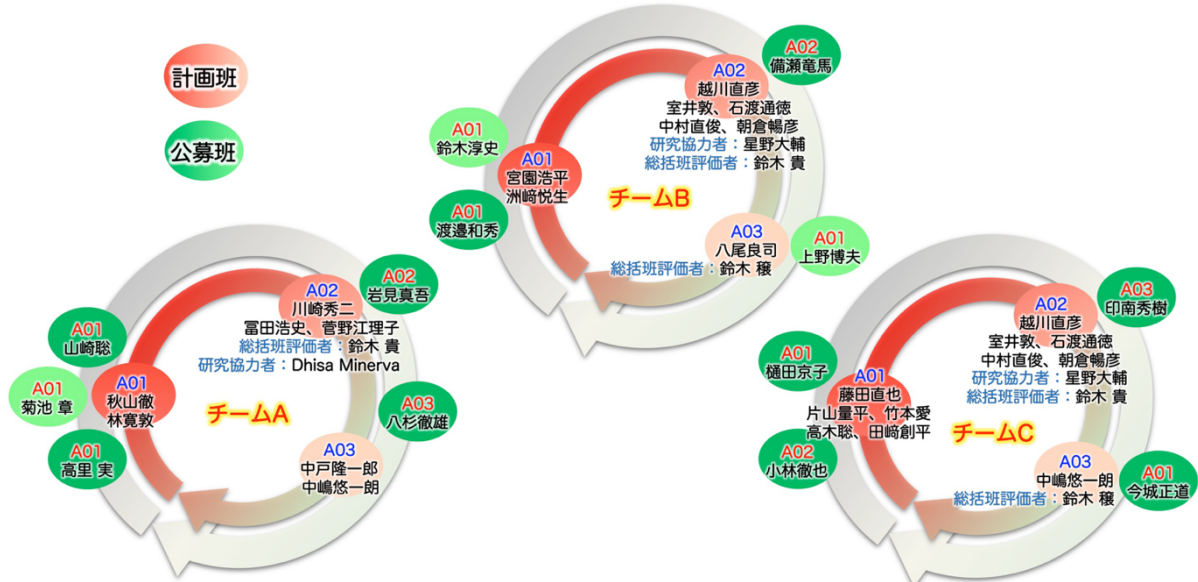 計画班
公募班
A02
備瀬竜馬
A02
越川直彦
室井敦、石渡通徳
中村直俊、朝倉暢彦
研究協力者：星野大輔
総括班評価者：鈴木 貴
A01
鈴木淳史
A01
宮園浩平
洲﨑悦生
チームB
A01
渡邉和秀
A03
八尾良司
総括班評価者：鈴木 穣
A01
上野博夫
A02
川崎秀二
冨田浩史、菅野江理子
総括班評価者：鈴木 貴
研究協力者：Dhisa Minerva
A02
岩見真吾
A01
山崎聡
A01
菊池 章
A01
秋山徹
林寛敦
チームA
A01
高里 実
A03
八杉徹雄
A03
中戸隆一郎
中嶋悠一朗
A02
越川直彦
室井敦、石渡通徳
中村直俊、朝倉暢彦
研究協力者：星野大輔
総括班評価者：鈴木 貴
A03
印南秀樹
A01
樋田京子
A01
藤田直也
片山量平、竹本愛
高木聡、田﨑創平
チームC
A02
小林徹也
A03
中嶋悠一朗
総括班評価者：鈴木 穣
A01
今城正道